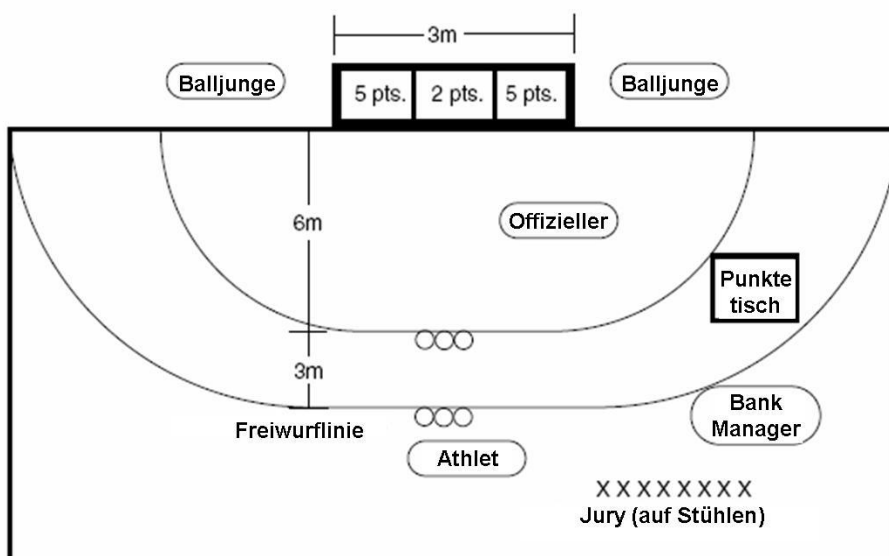 3m
Balljunge
5 pts.
2 pts.
5 pts.
Balljunge
6m
Offizieller
Punkte
tisch
3m
Freiwurflinie
Bank
Manager
Athlet
X X X X X X X X
Jury (auf Stühlen)